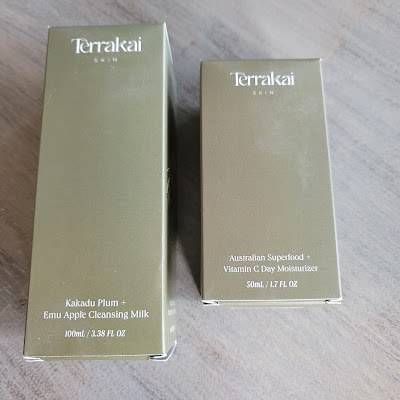 Terrakai
SKIN
Kakadu Plum +
Emu Apple Cleansing Milk
100mL / 3.38 FL OZ
Terrakai
SKIN
Australian Superfood +
Vitamin C Day Moisturizer
50mL / 1.7 FL OZ